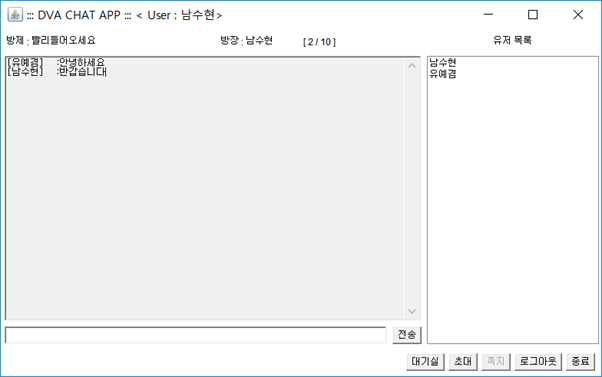 ::: DVA CHAT APP ::: < User : 남수현>
방제 : 빨리들어오세요 방장 : 남수현 [ 2 / 10 ] 유저 목록
[유예겸] :안녕하세요
[남수현] :반갑습니대
남수현
유예겸
전송
대기실 초대 쪽지 로그아웃 종료